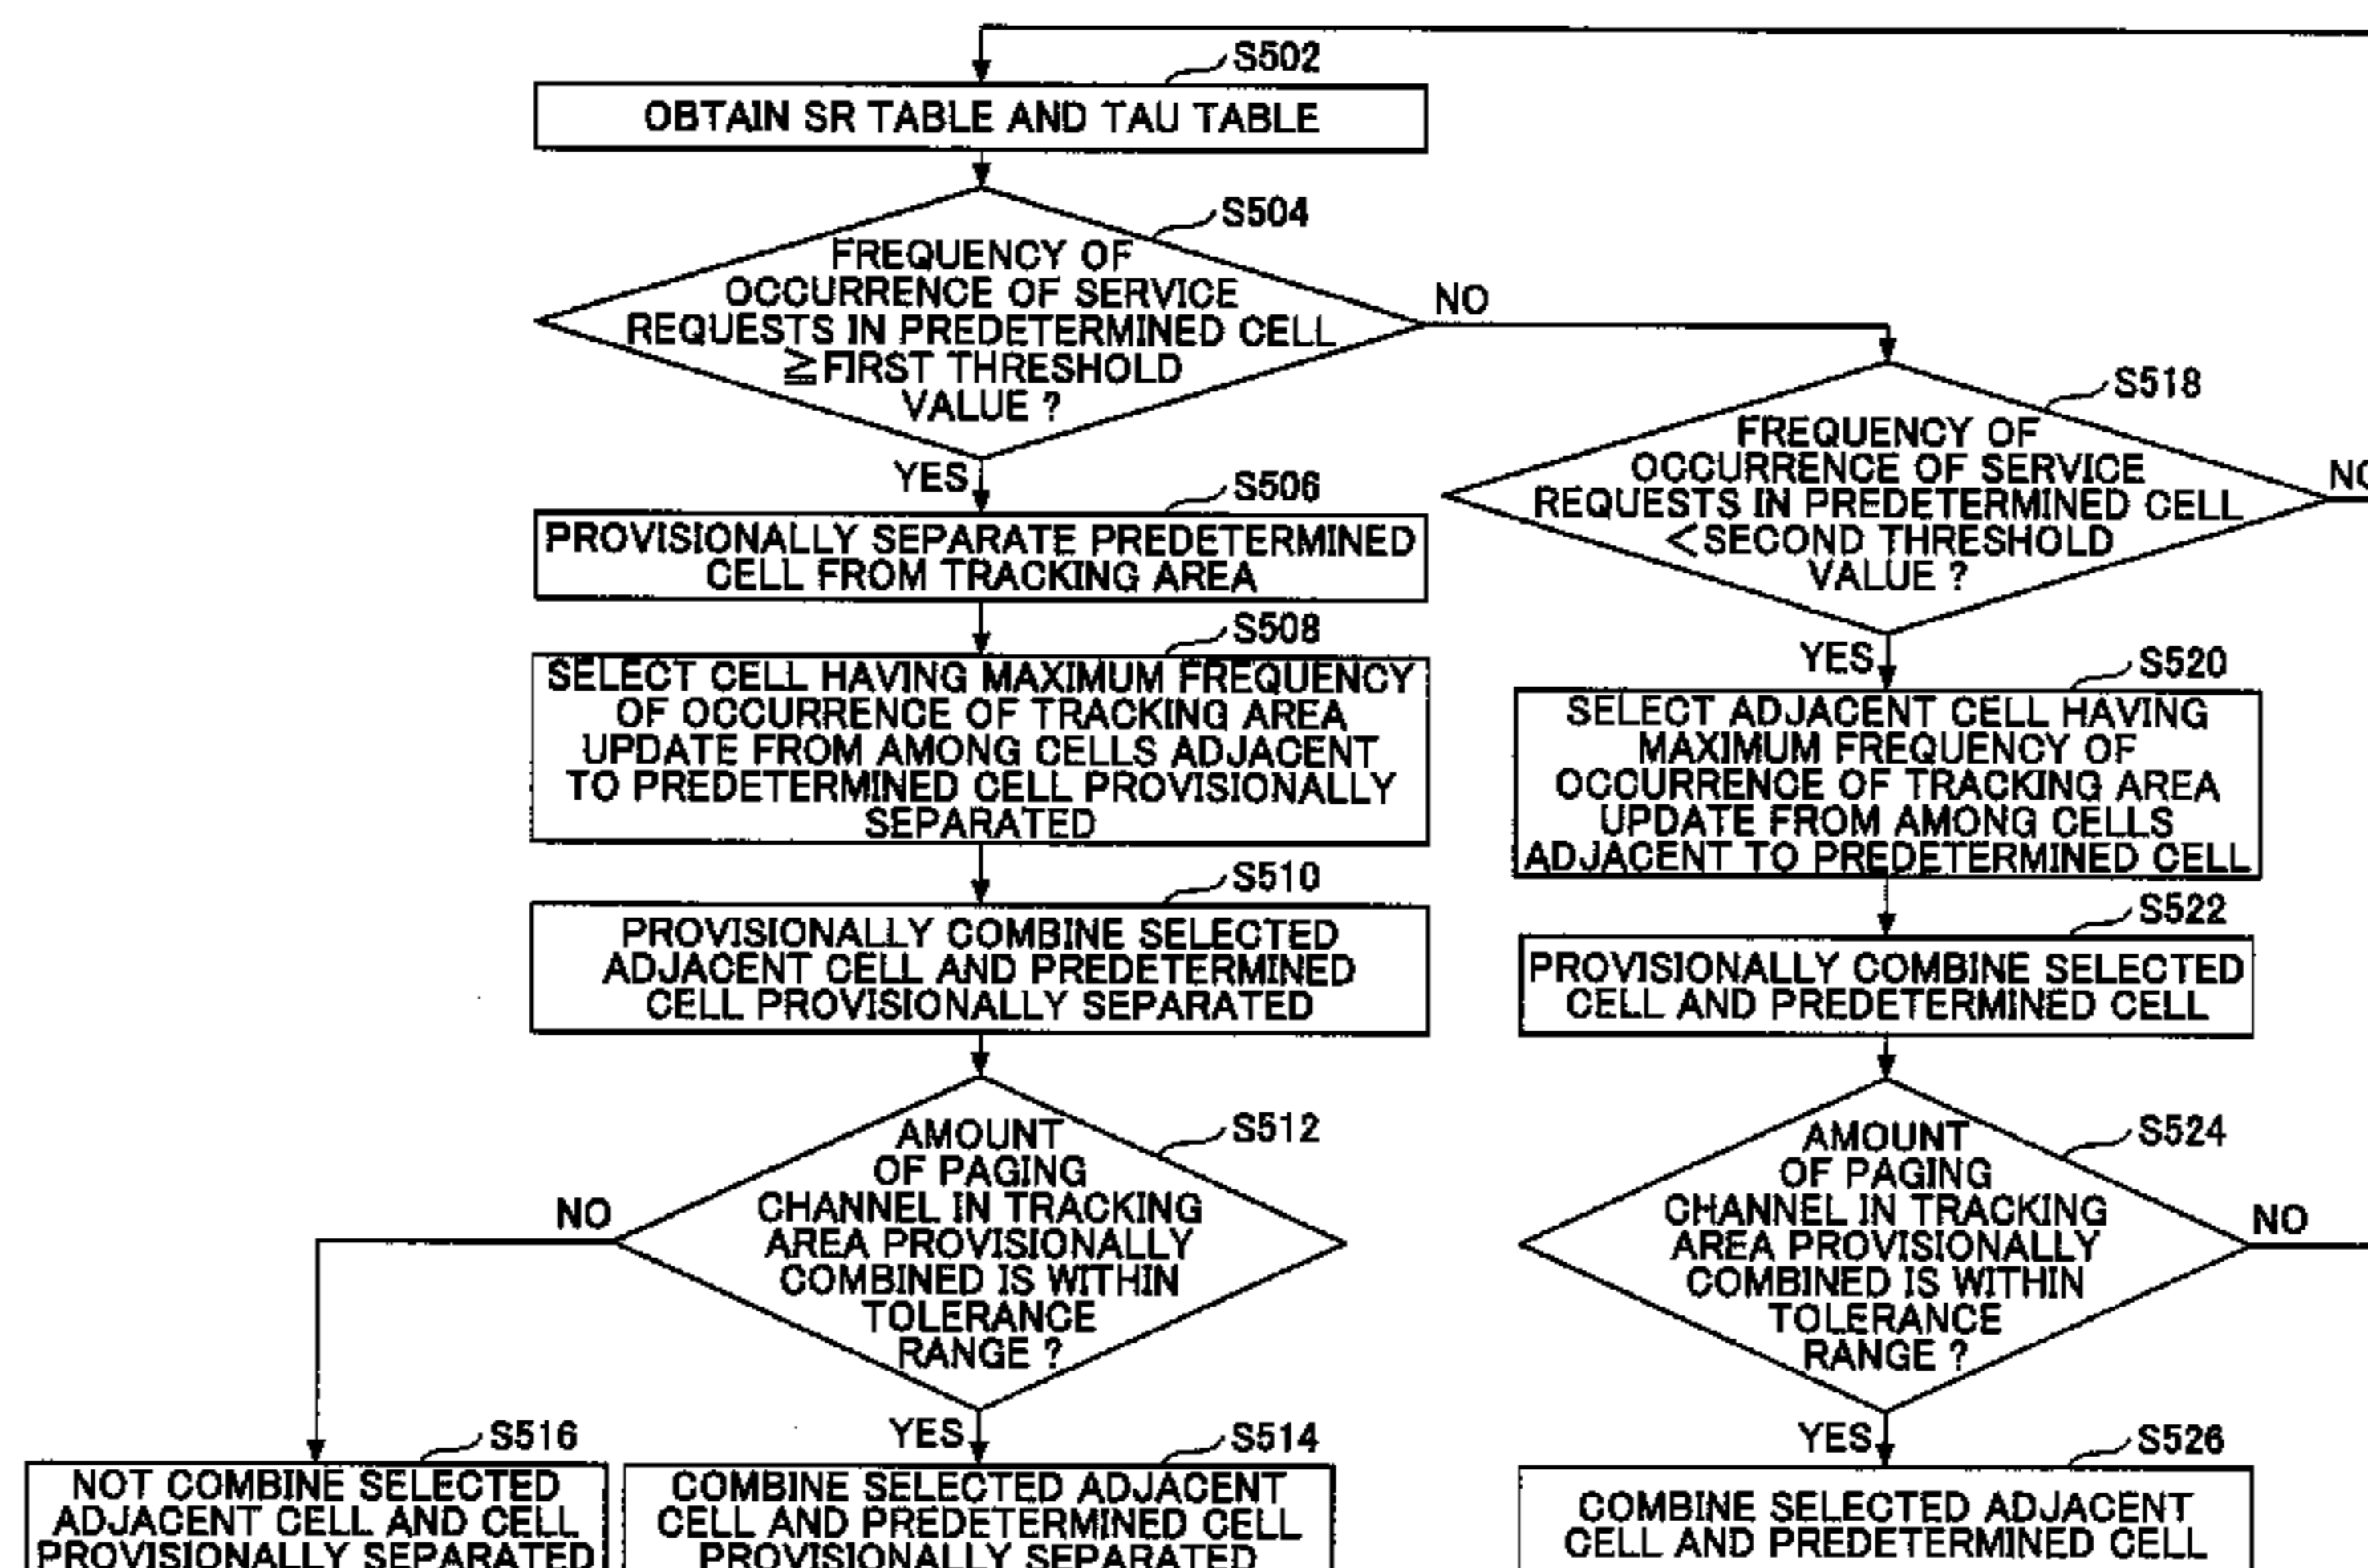 S502
OBTAIN SR TABLE AND TAU TABLE
S504
FREQUENCY OF
OCCURRENCE OF SERVICE
REQUESTS IN PREDETERMINED CELL
≧FIRST THRESHOLD
VALUE ?
NO
YES
S506
PROVISIONALLY SEPARATE PREDETERMINED
CELL FROM TRACKING AREA
S508
SELECT CELL HAVING MAXIMUM FREQUENCY
OF OCCURRENCE OF TRACKING AREA
UPDATE FROM AMONG CELLS ADJACENT
TO PREDETERMINED CELL PROVISIONALLY
SEPARATED
S510
PROVISIONALLY COMBINE SELECTED
ADJACENT CELL AND PREDETERMINED
CELL PROVISIONALLY SEPARATED
S512
AMOUNT
OF PAGING
CHANNEL IN TRACKING
AREA PROVISIONALLY
COMBINED IS WITHIN
TOLERANCE
RANGE ?
NO
YES
S516
NOT COMBINE SELECTED
ADJACENT CELL AND CELL
PROVISIONALLY SEPARATED
S514
COMBINE SELECTED ADJACENT
CELL AND PREDETERMINED CELL
PROVISIONALLY SEPARATED
S518
FREQUENCY OF
OCCURRENCE OF SERVICE
REQUESTS IN PREDETERMINED CELL
<SECOND THRESHOLD
VALUE ?
NO
YES
S520
SELECT ADJACENT CELL HAVING
MAXIMUM FREQUENCY OF
OCCURRENCE OF TRACKING AREA
UPDATE FROM AMONG CELLS
ADJACENT TO PREDETERMINED CELL
S522
PROVISIONALLY COMBINE SELECTED
CELL AND PREDETERMINED CELL
S524
AMOUNT
OF PAGING
CHANNEL IN TRACKING
AREA PROVISIONALLY
COMBINED IS WITHIN
TOLERANCE
RANGE ?
NO
YES
S526
COMBINE SELECTED ADJACENT
CELL AND PREDETERMINED CELL